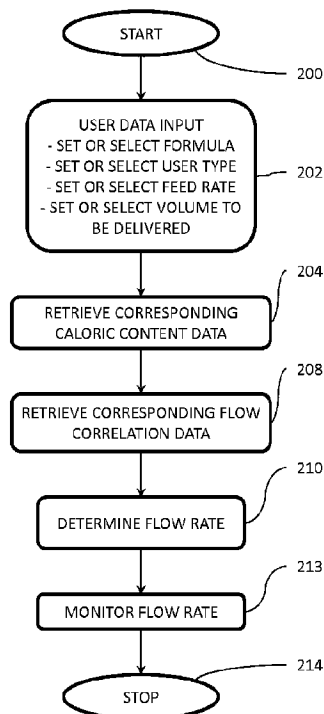 START
200
USER DATA INPUT
- SET OR SELECT FORMULA
- SET OR SELECT USER TYPE
- SET OR SELECT FEED RATE
- SET OR SELECT VOLUME TO
BE DELIVERED
202
204
RETRIEVE CORRESPONDING
CALORIC CONTENT DATA
208
RETRIEVE CORRESPONDING FLOW
CORRELATION DATA
210
DETERMINE FLOW RATE
213
MONITOR FLOW RATE
214
STOP